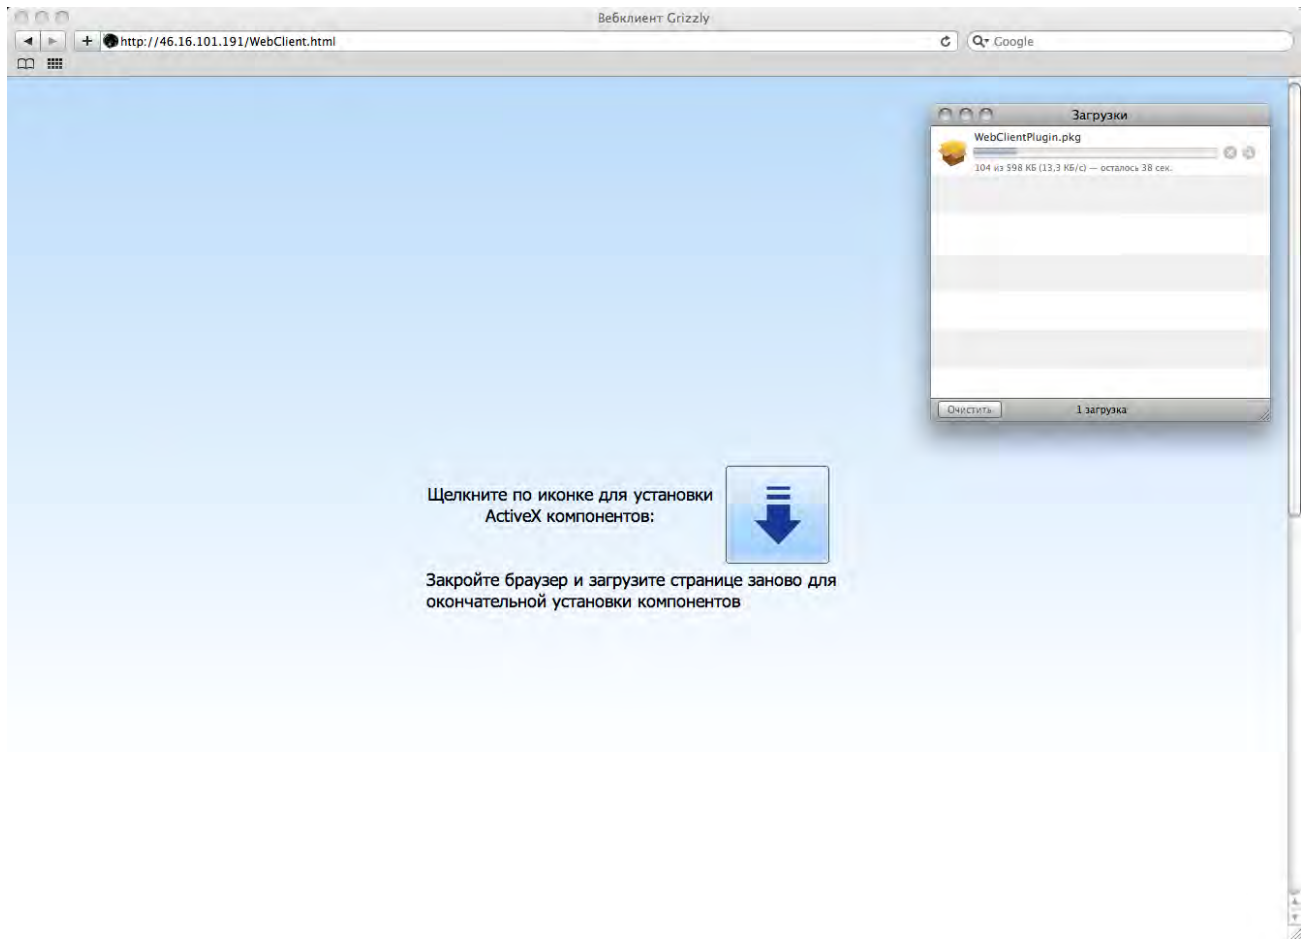 Вебклиент Grizzly
http://46.16.101.191/WebClient.html
Google
Загрузки
WebClientPlugin.pkg
104 из 598 КБ (13,3 КБ/с) — осталось 38 сек.
Очистить
1 загрузка
Щелкните по иконке для установки
ActiveX компонентов:
Закройте браузер и загрузите странице заново для
окончательной установки компонентов